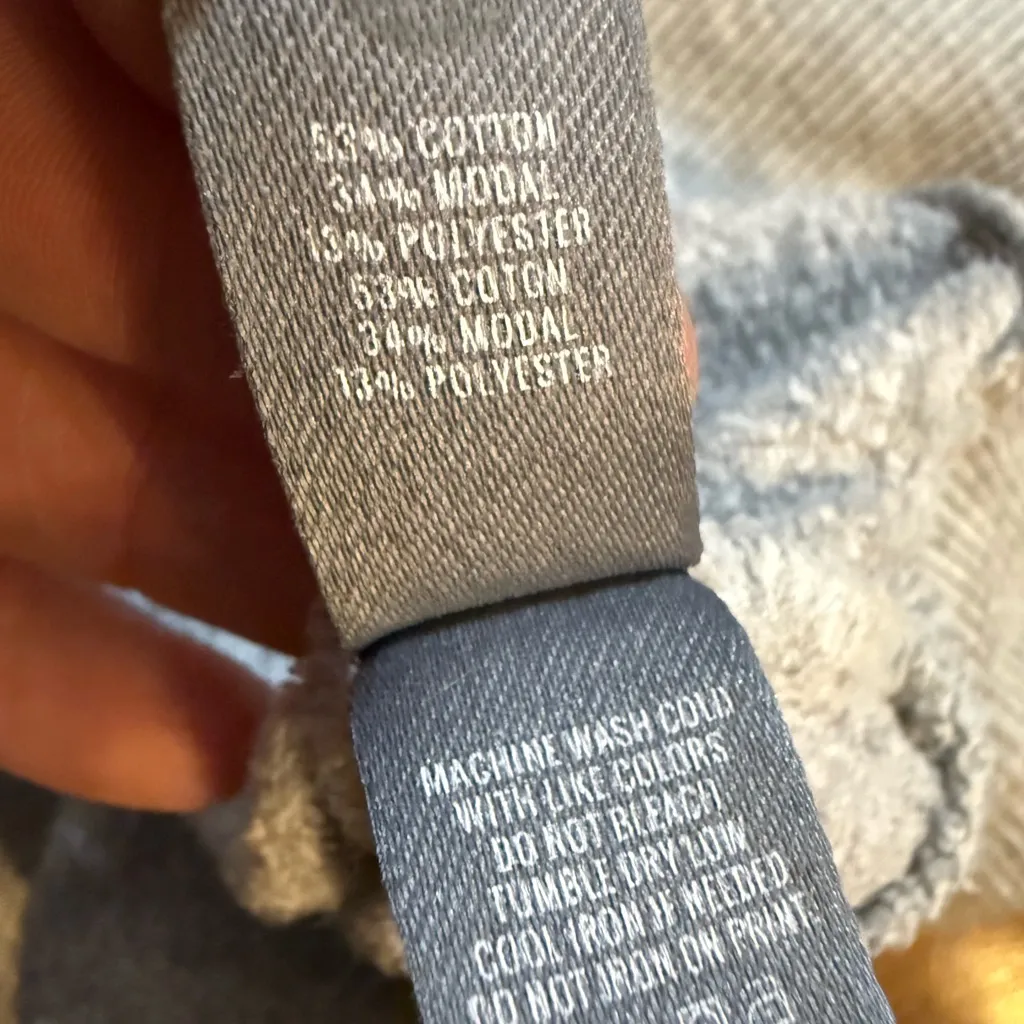 53% COTTON
34% MODAL
13% POLYESTER
53% COTON
34% MODAL
13% POLYESTER
MACHINE WASH COLD
WITH LIKE COLORS
DO NOT BLEACH
TUMBLE DRY LOW
COOL IRON IF NEEDED
DO NOT IRON ON PRINT